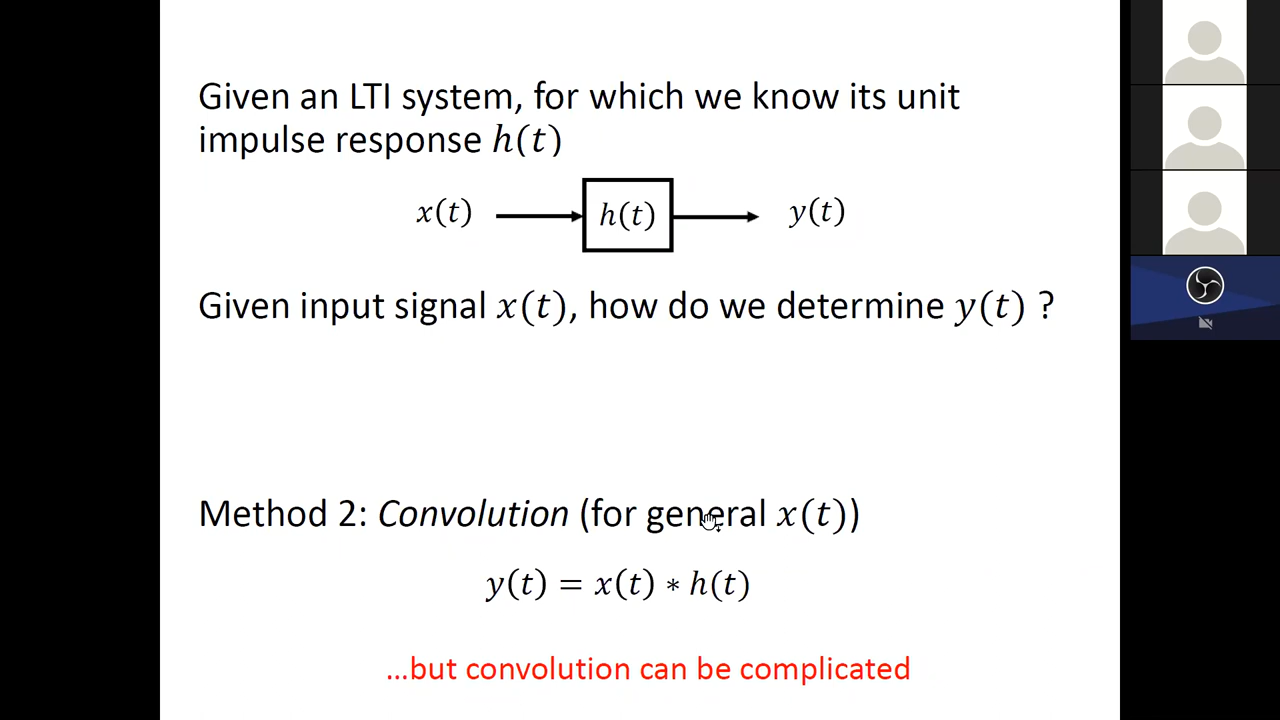 Given an LTI system, for which we know its unit
impulse response h(t)
x(t) h(t) y(t)
Given input signal x(t), how do we determine y(t) ?
Method 2: Convolution (for general x(t))
y(t) = x(t) ∗ h(t)
...but convolution can be complicated